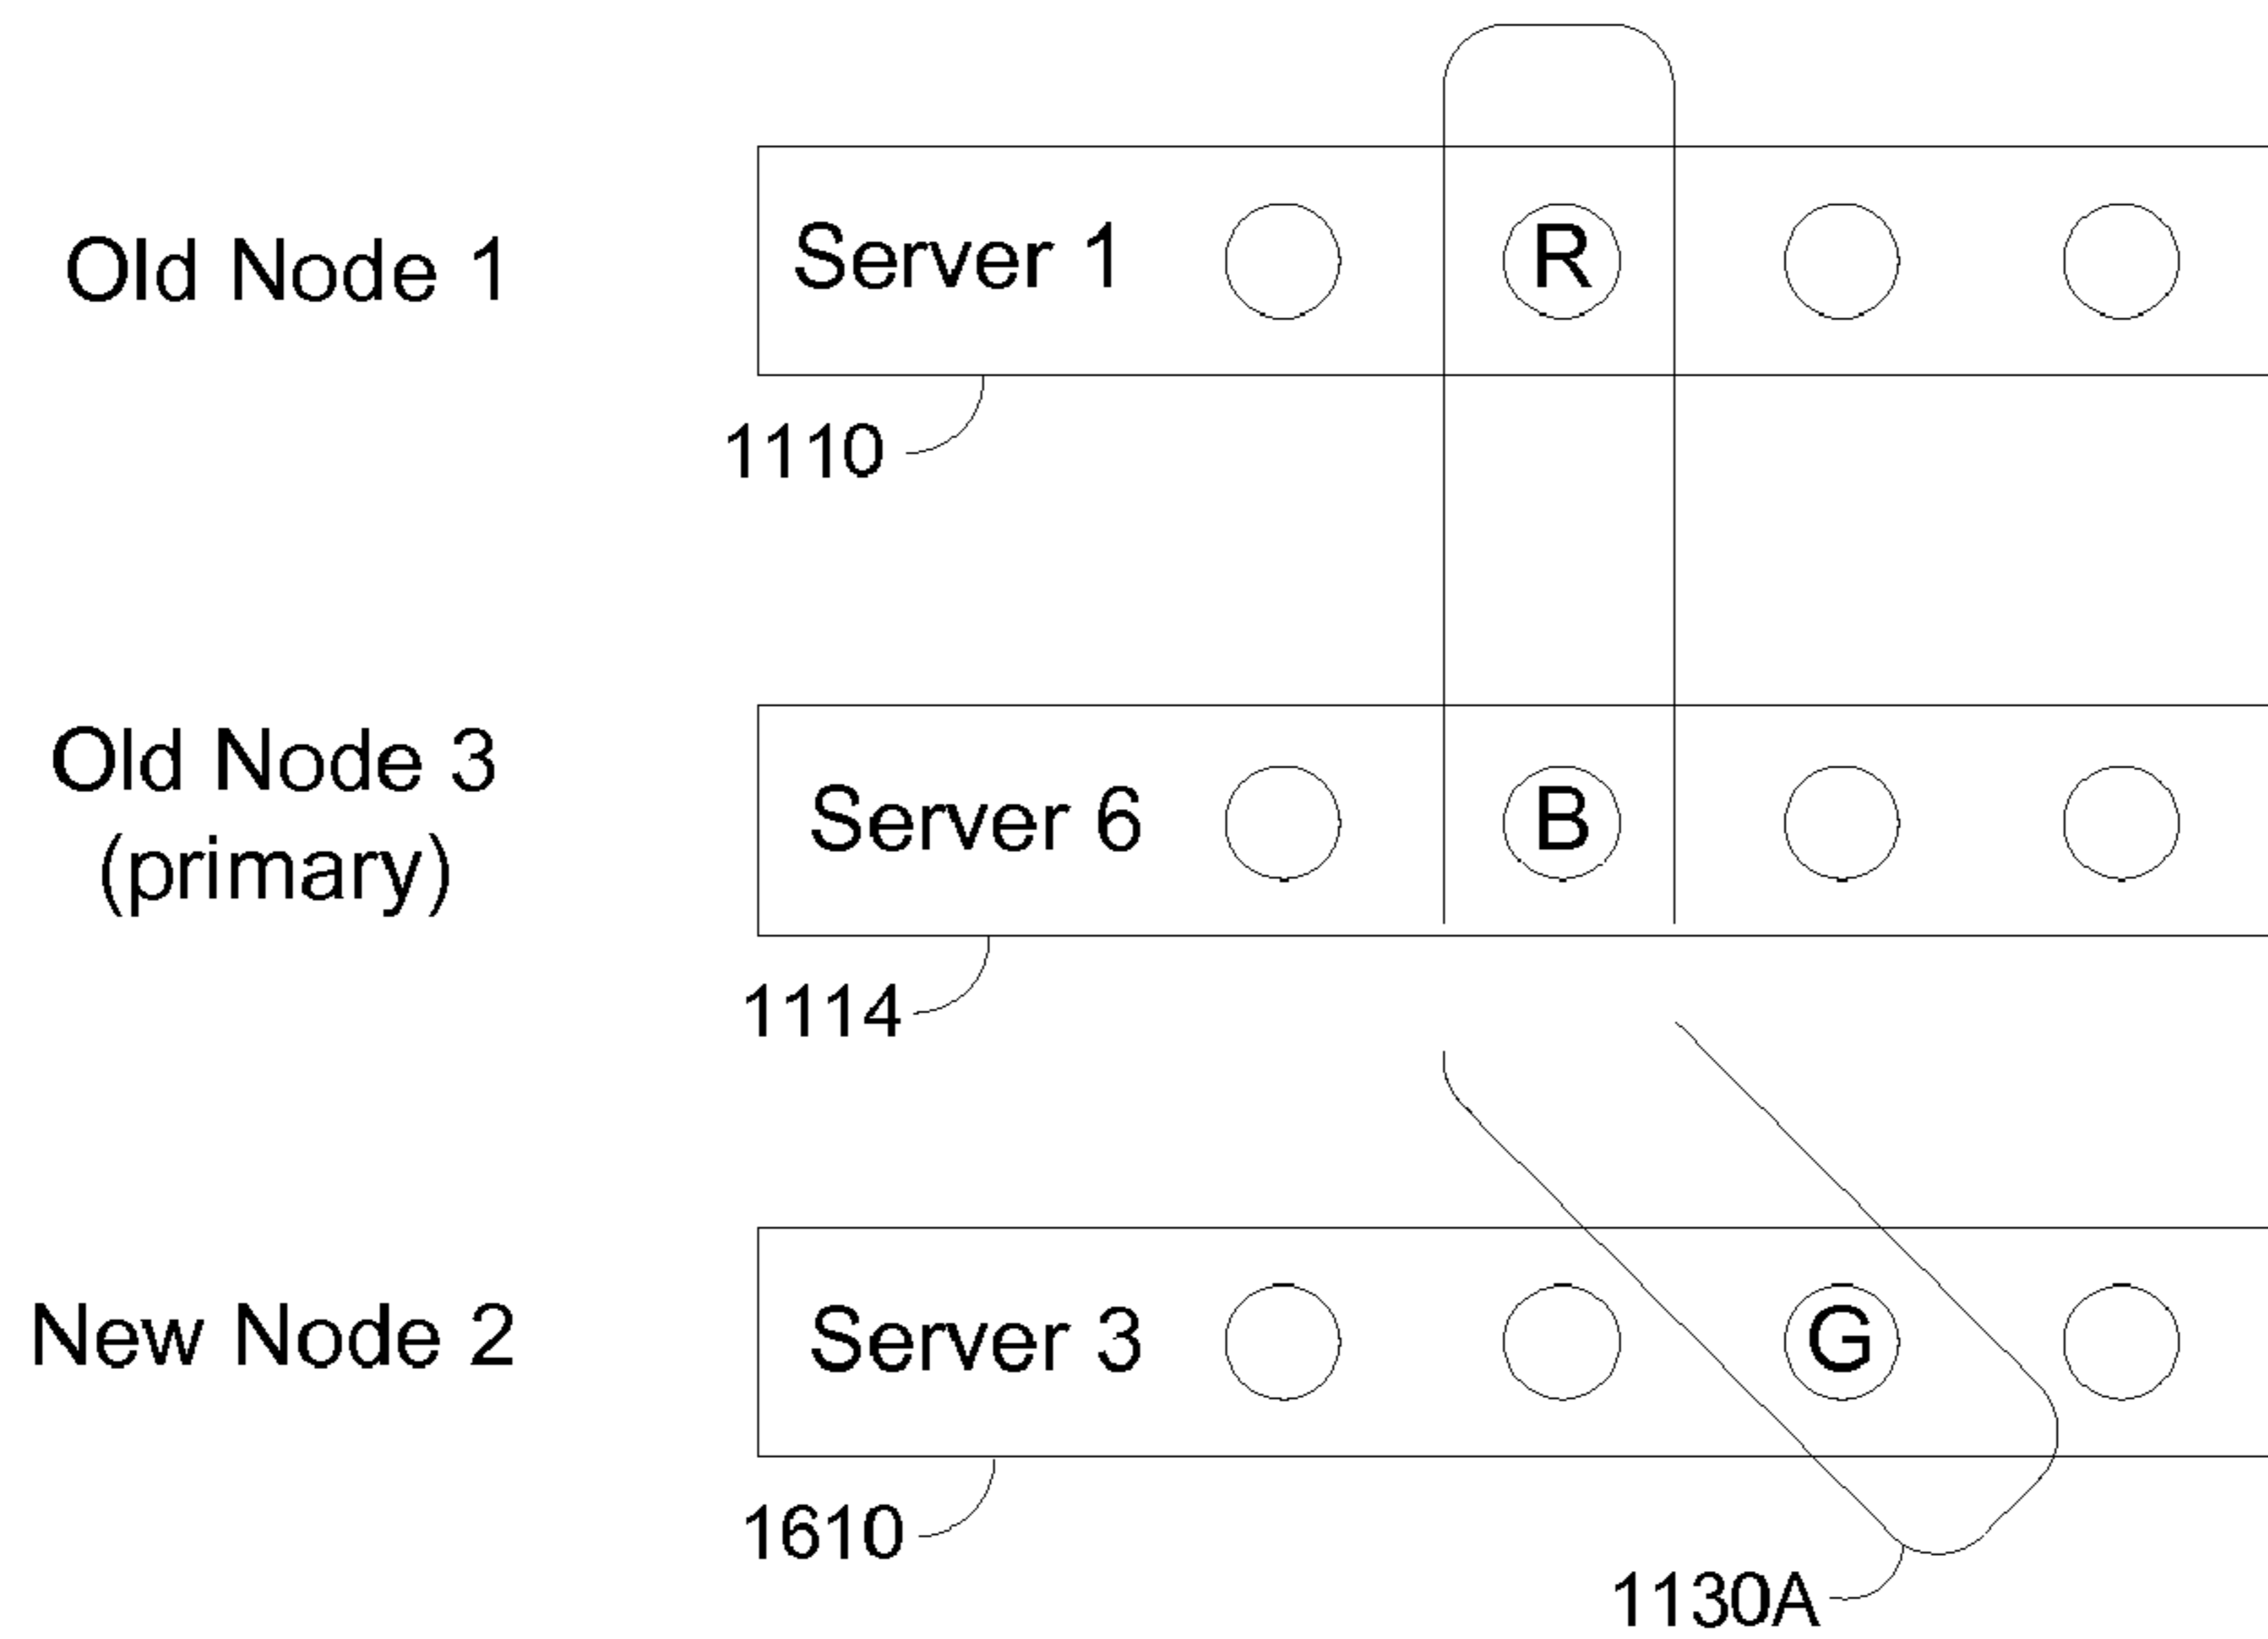 Old Node 1
Server 1
R
1110
Old Node 3
(primary)
Server 6
B
1114
New Node 2
Server 3
G
1610
1130A